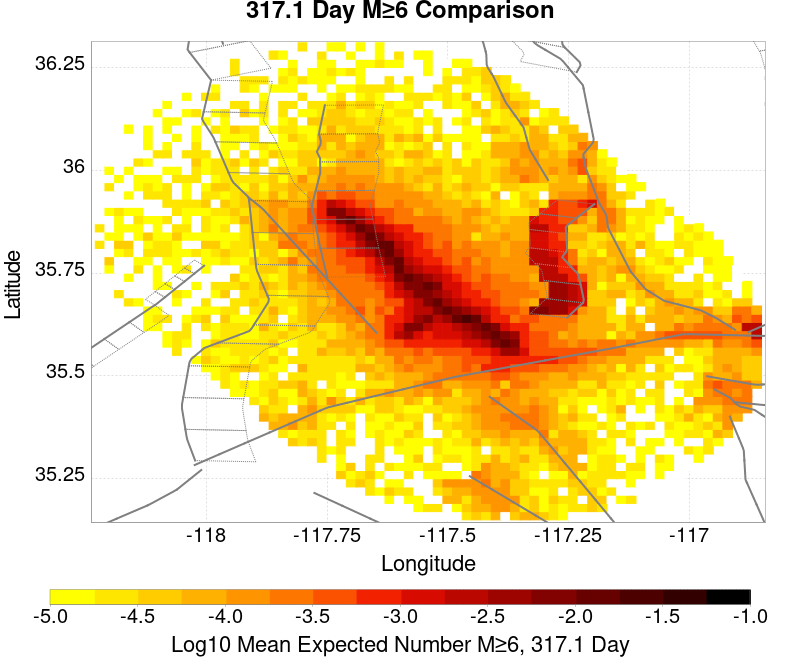 317.1 Day M≥6 Comparison
36.25
36
35.75
35.5
35.25
Latitude
-118 -117.75 -117.5 -117.25 -117
Longitude
-5.0 -4.5 -4.0 -3.5 -3.0 -2.5 -2.0 -1.5 -1.0
Log10 Mean Expected Number M≥6, 317.1 Day